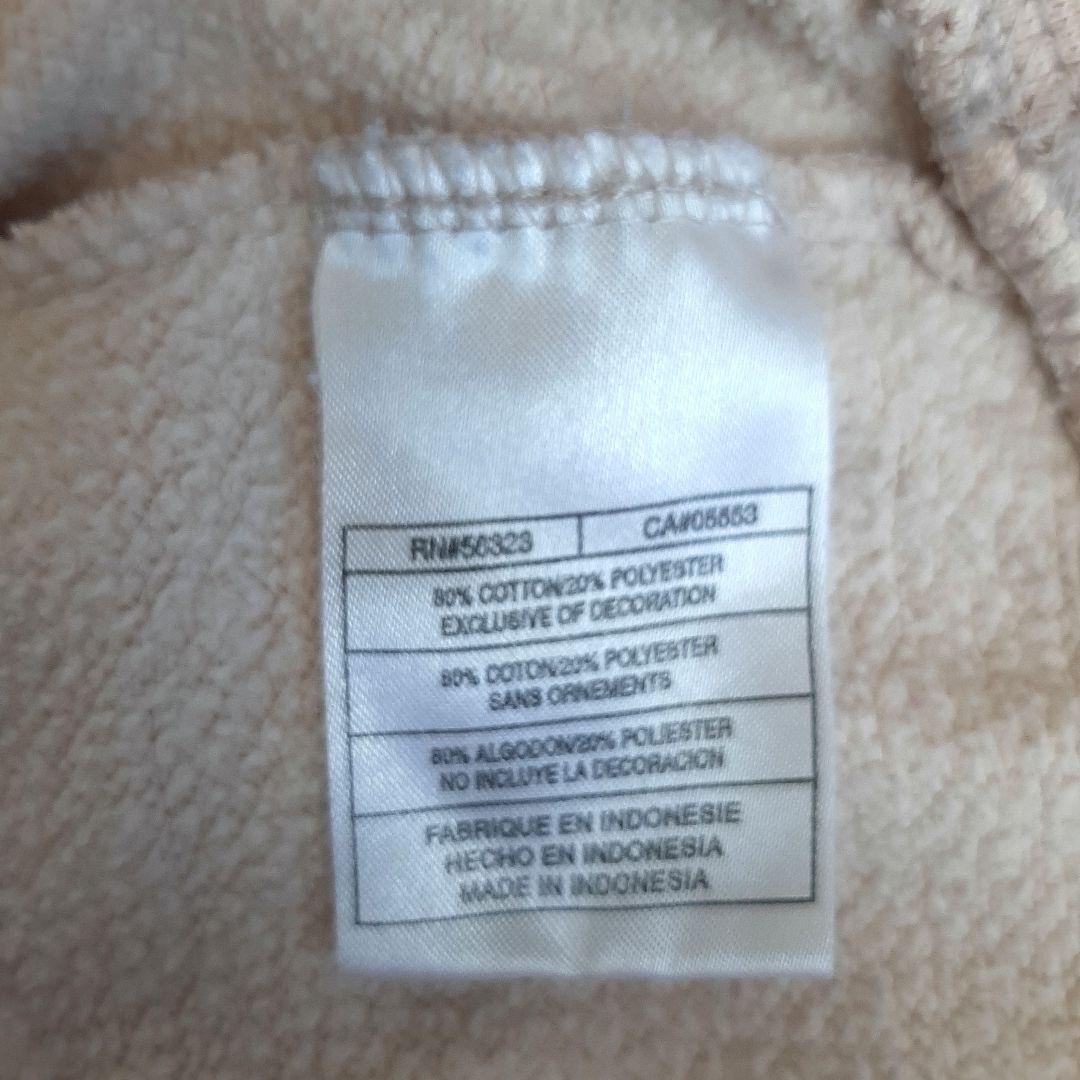 RN#56323
CA#05553
80% COTTON/20% POLYESTER
EXCLUSIVE OF DECORATION
80% COTON/20% POLYESTER
SANS ORNEMENTS
80% ALGODON/20% POLIESTER
NO INCLUYE LA DECORACION
FABRIQUE EN INDONESIE
HECHO EN INDONESIA
MADE IN INDONESIA